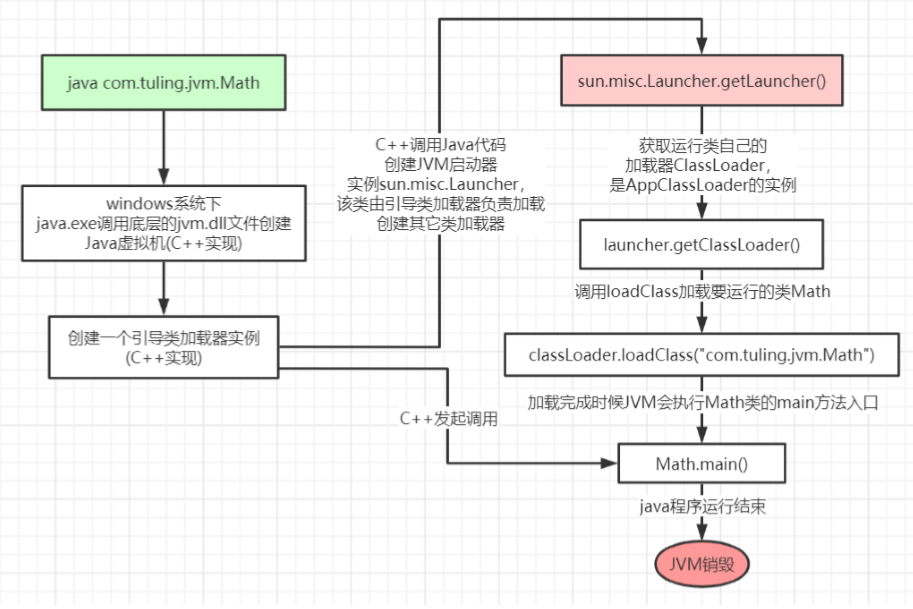 java com.tuling.jvm.Math
windows系统下
java.exe调用底层的jvm.dll文件创建
Java虚拟机(C++实现)
创建一个引导类加载器实例
(C++实现)
C++调用Java代码
创建JVM启动器
实例sun.misc.Launcher，
该类由引导类加载器负责加载
创建其它类加载器
C++发起调用
sun.misc.Launcher.getLauncher()
获取运行类自己的
加载器ClassLoader，
是AppClassLoader的实例
launcher.getClassLoader()
调用loadClass加载要运行的类Math
classLoader.loadClass("com.tuling.jvm.Math")
加载完成时候JVM会执行Math类的main方法入口
Math.main()
java程序运行结束
JVM销毁